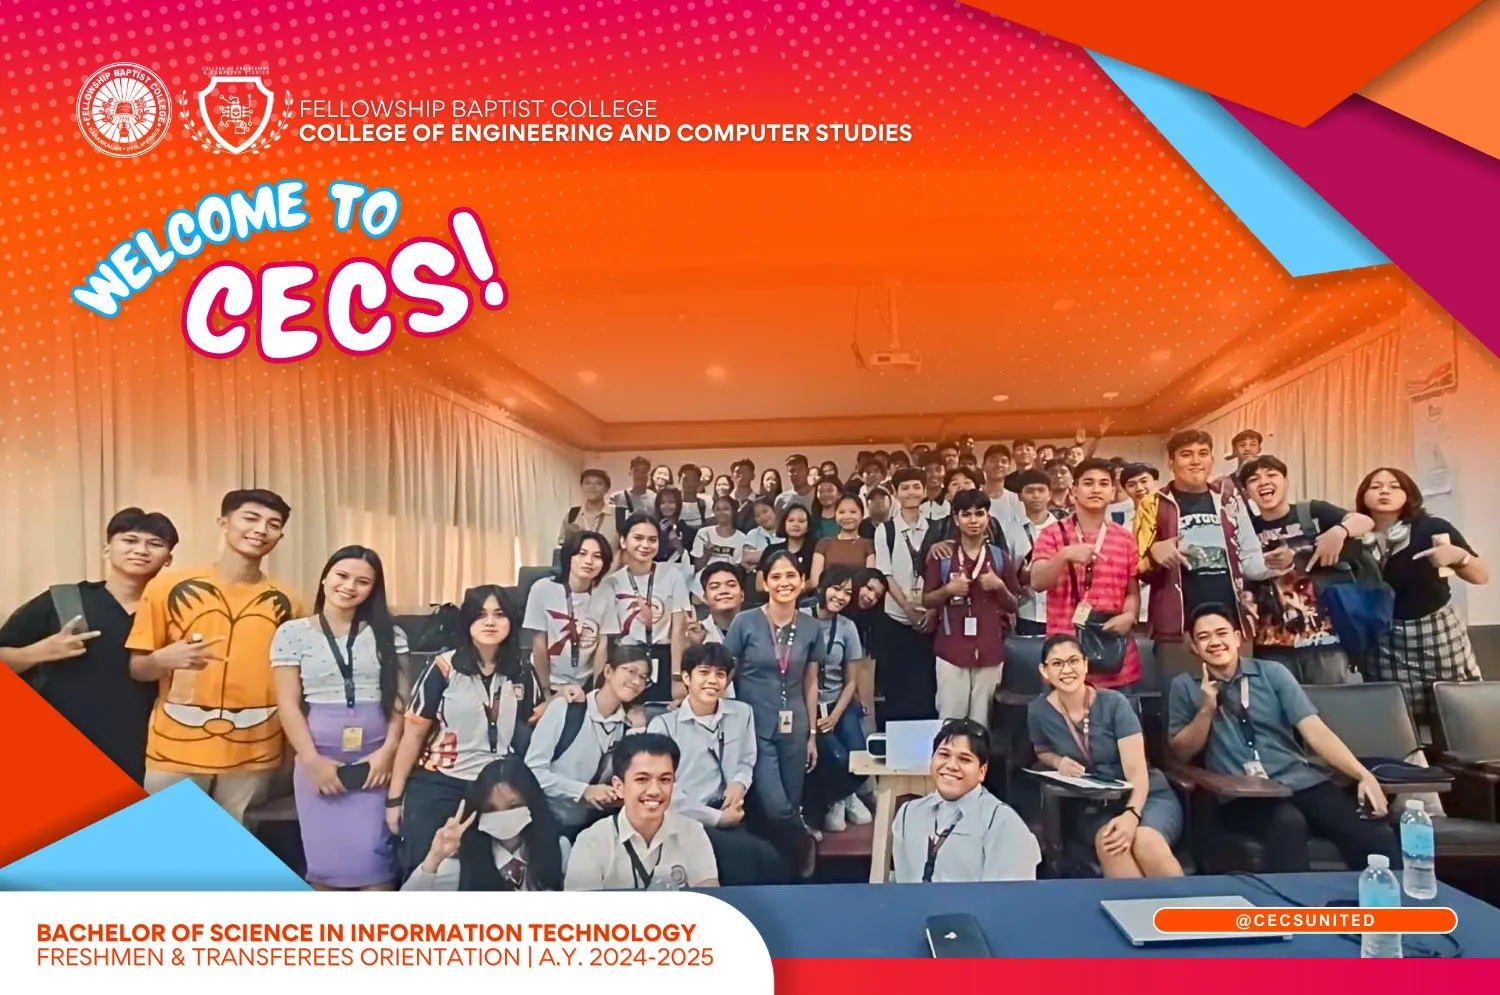 FELLOWSHIP BAPTIST COLLEGE
KABANKALAN • PHILIPPINES
COLLEGE OF ENGINEERING
& COMPUTER STUDIES
FELLOWSHIP BAPTIST COLLEGE
COLLEGE OF ENGINEERING AND COMPUTER STUDIES
WELCOME TO
CECS!
BACHELOR OF SCIENCE IN INFORMATION TECHNOLOGY
FRESHMEN & TRANSFEREES ORIENTATION | A.Y. 2024-2025
@CECSUNITED